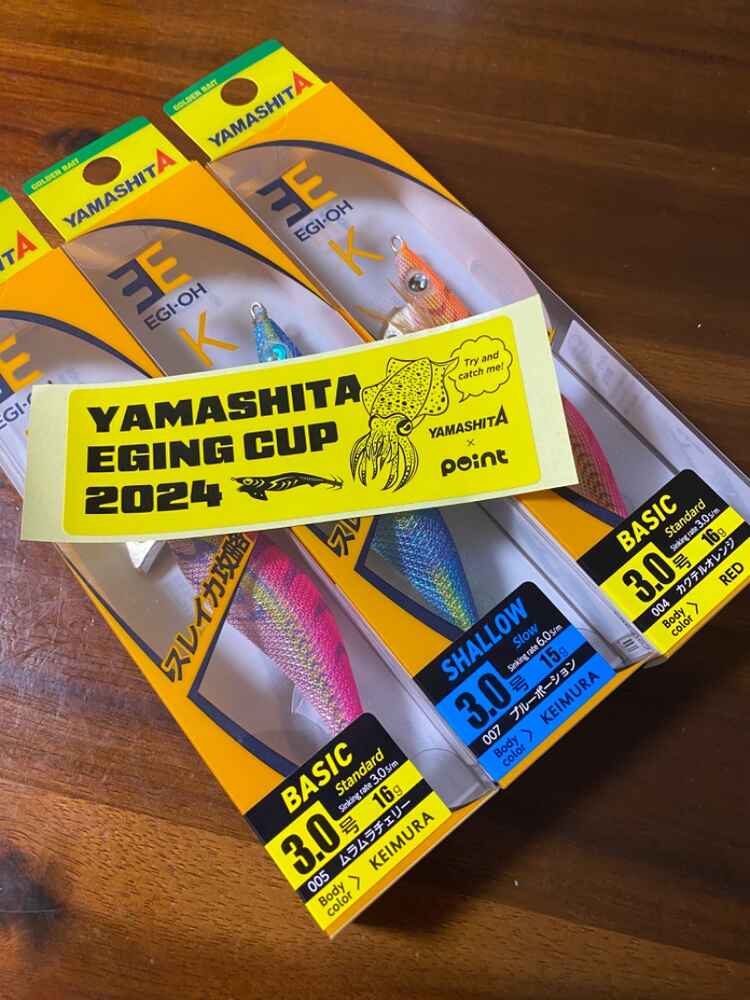 GOLDEN BAIT
YAMASHITA
EGI-OH
K
GOLDEN BAIT
YAMASHITA
EGI-OH
K
EGI-OH
YAMASHITA
EGING CUP
2024
Try and
catch me!
YAMASHITA
×
point
スレイカ攻略
BASIC
Standard
Sinking rate 3.0s/m
3.0号 16g
004 カクテルオレンジ
Body color > RED
SHALLOW
Slow
Sinking rate 6.0s/m
3.0号 15g
007 ブルーポーション
Body color > KEIMURA
BASIC
Standard
Sinking rate 3.0s/m
3.0号 16g
005 ムラムラチェリー
Body color > KEIMURA